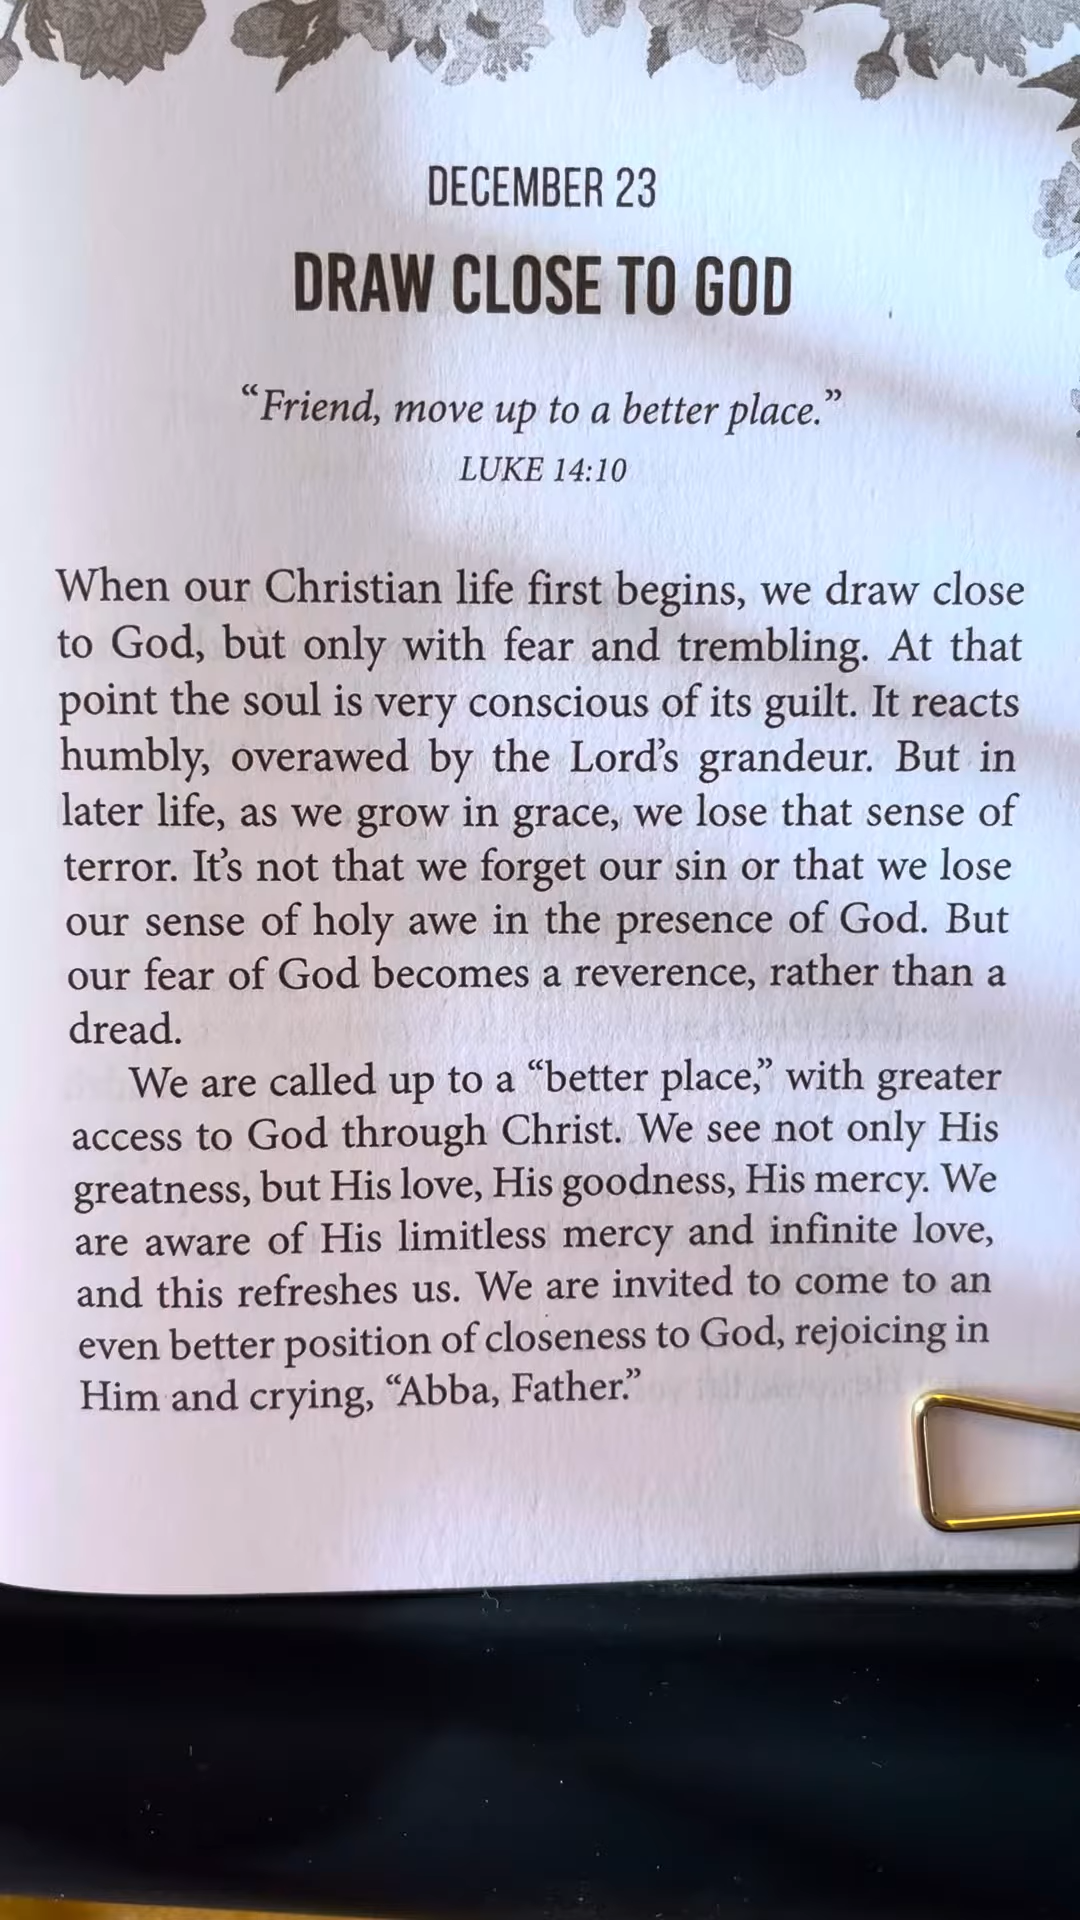 DECEMBER 23
DRAW CLOSE TO GOD
“Friend, move up to a better place.”
LUKE 14:10
When our Christian life first begins, we draw close
to God, but only with fear and trembling. At that
point the soul is very conscious of its guilt. It reacts
humbly, overawed by the Lord’s grandeur. But in
later life, as we grow in grace, we lose that sense of
terror. It’s not that we forget our sin or that we lose
our sense of holy awe in the presence of God. But
our fear of God becomes a reverence, rather than a
dread.
We are called up to a “better place,” with greater
access to God through Christ. We see not only His
greatness, but His love, His goodness, His mercy. We
are aware of His limitless mercy and infinite love,
and this refreshes us. We are invited to come to an
even better position of closeness to God, rejoicing in
Him and crying, “Abba, Father.”